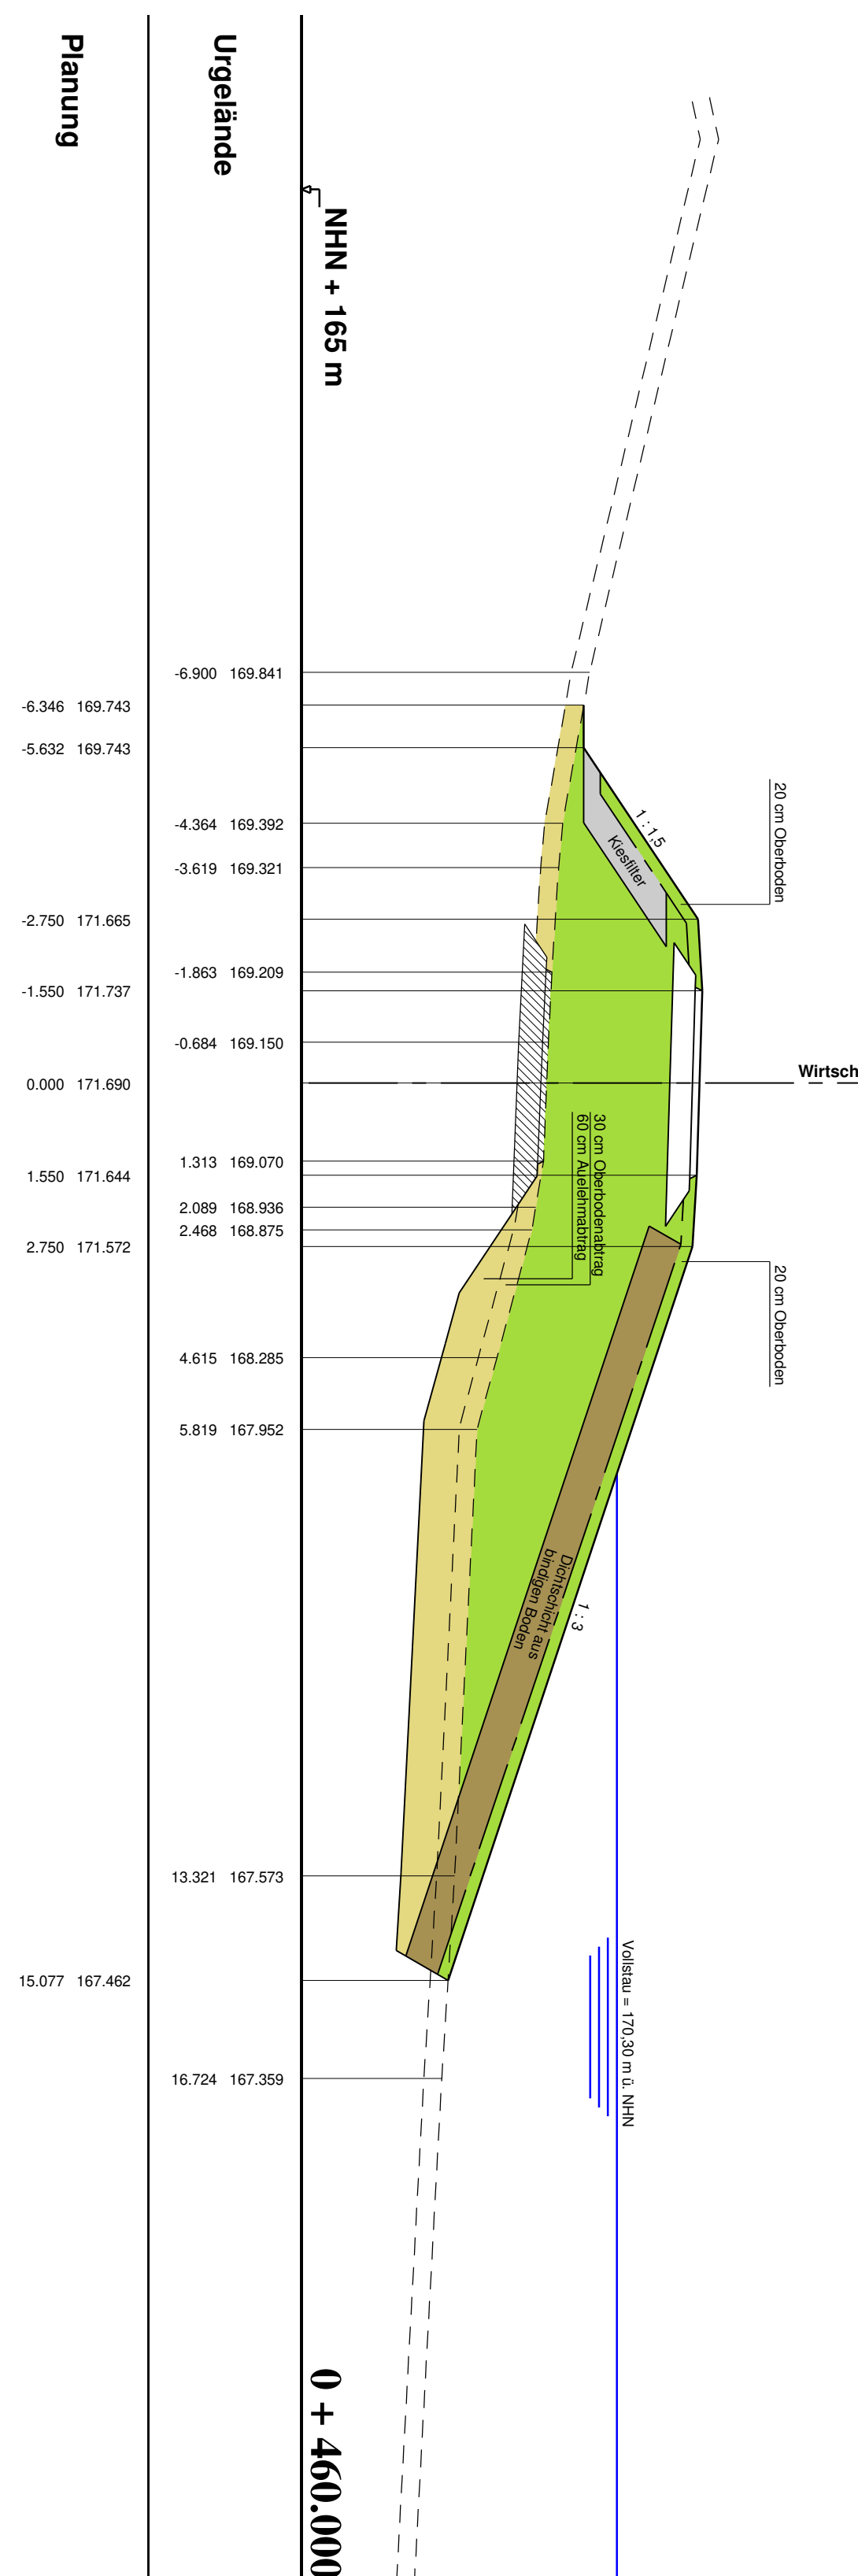 Planung
Urgelände
NHN + 165 m
-6.900 169.841
-6.346 169.743
-5.632 169.743
-4.364 169.392
-3.619 169.321
-2.750 171.665
-1.863 169.209
-1.550 171.737
-0.684 169.150
0.000 171.690
1.313 169.070
1.550 171.644
2.089 168.936
2.468 168.875
2.750 171.572
4.615 168.285
5.819 167.952
13.321 167.573
15.077 167.462
16.724 167.359
20 cm Oberboden
1 : 1,5
Kiesfilter
Wirtsch
30 cm Oberbodenabtrag
60 cm Auelehmabtrag
20 cm Oberboden
Dichtschicht aus
bindigen Boden
1 : 3
Vollstau = 170,30 m ü. NHN
0 + 460.000